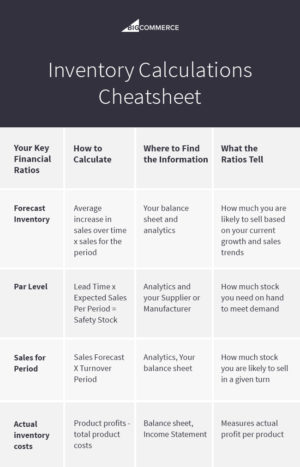 BIGCOMMERCE
Inventory Calculations
Cheatsheet
Your Key
Financial
Ratios
How to
Calculate
Where to Find
the Information
What the
Ratios Tell
Forecast
Inventory
Average
increase in
sales over time
x sales for the
period
Your balance
sheet and
analytics
How much you are
likely to sell based
on your current
growth and sales
trends
Par Level
Lead Time x
Expected Sales
Per Period =
Safety Stock
Analytics and
your Supplier or
Manufacturer
How much stock
you need on hand
to meet demand
Sales for
Period
Sales Forecast
X Turnover
Period
Analytics, Your
balance sheet
How much stock
you are likely to sell
in a given turn
Actual
inventory
costs
Product profits -
total product
costs
Balance sheet,
Income Statement
Measures actual
profit per product